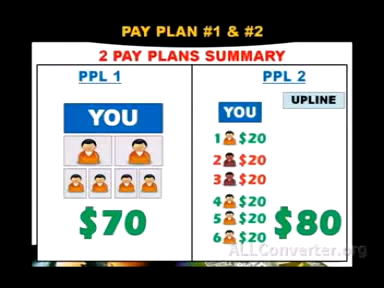 PAY PLAN #1 & #2
2 PAY PLANS SUMMARY
PPL 1
YOU
$70
PPL 2
UPLINE
YOU
1 $20
2 $20
3 $20
4 $20
5 $20
6 $20
$80
ALLConverter.org